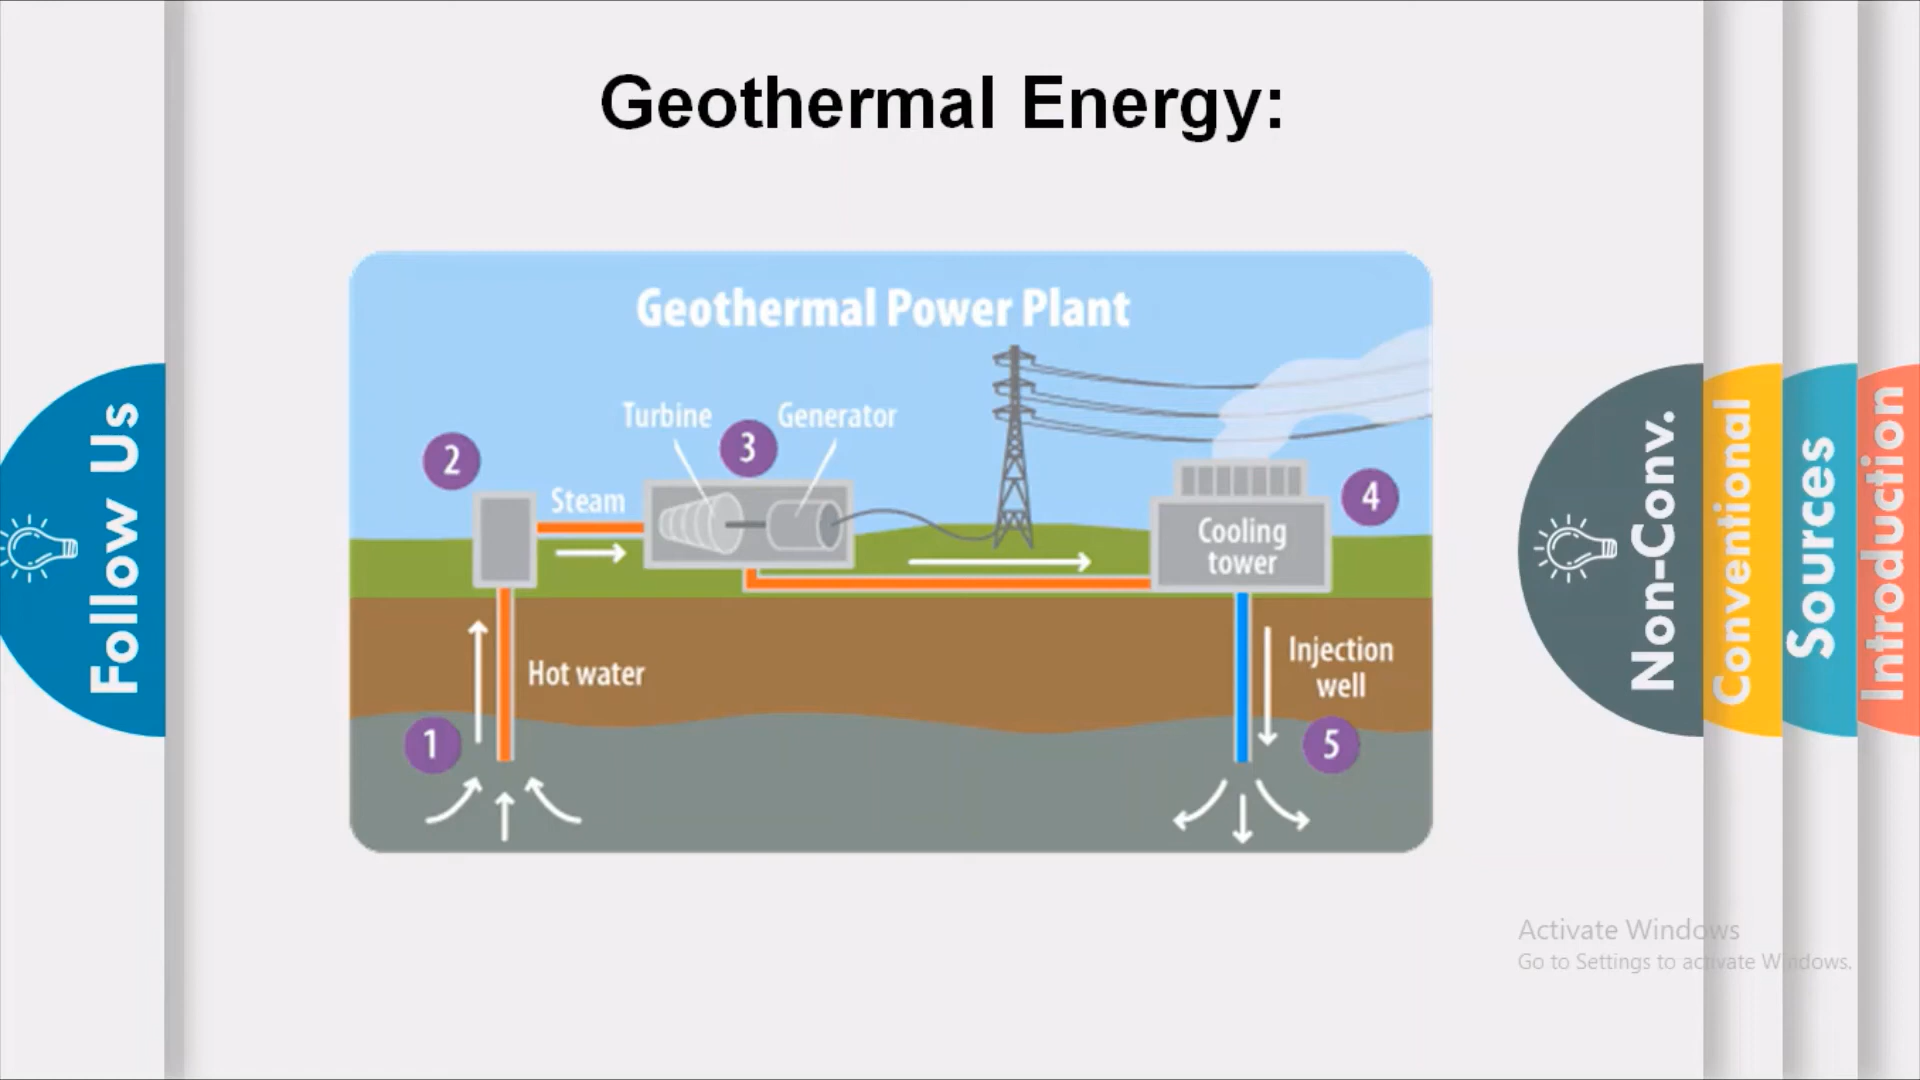 Geothermal Energy:
Follow Us
Geothermal Power Plant
Turbine
Generator
2
3
Steam
4
Cooling
tower
Hot water
Injection
well
1
5
Non-Conv.
Conventional
Sources
Introduction
Activate Windows
Go to Settings to activate Windows.